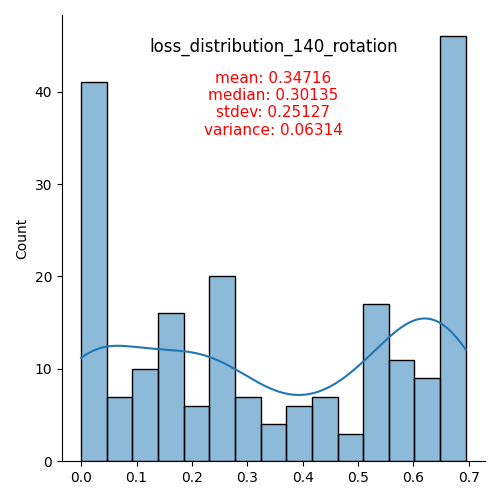 loss_distribution_140_rotation
mean: 0.34716
median: 0.30135
stdev: 0.25127
variance: 0.06314
Count
40
30
20
10
0
0.0 0.1 0.2 0.3 0.4 0.5 0.6 0.7